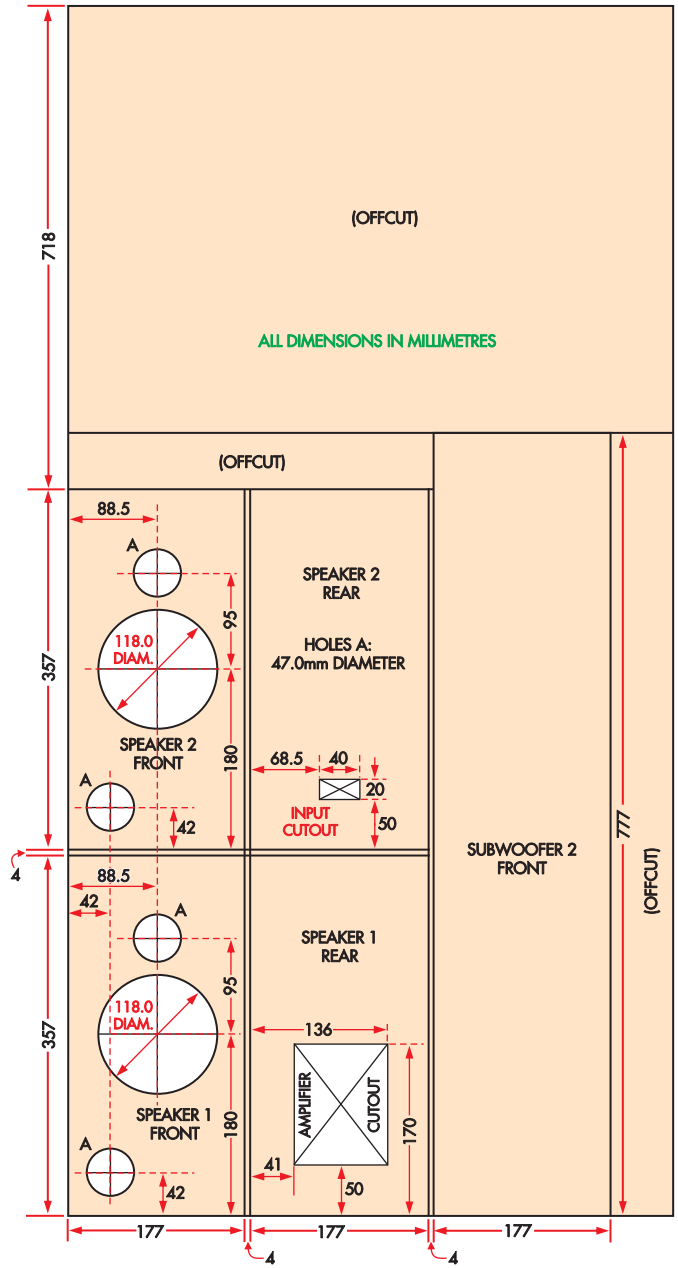 (OFFCUT)
718
ALL DIMENSIONS IN MILLIMETRES
(OFFCUT)
88.5
A
SPEAKER 2
REAR
95
118.0
DIAM.
HOLES A:
47.0mm DIAMETER
357
SPEAKER 2
FRONT
180
68.5
40
A
20
INPUT
CUTOUT
50
42
777
SUBWOOFER 2
FRONT
(OFFCUT)
4
88.5
42
A
SPEAKER 1
REAR
95
118.0
DIAM.
136
357
SPEAKER 1
FRONT
180
AMPLIFIER
CUTOUT
170
A
41
42
50
177
177
177
4
4